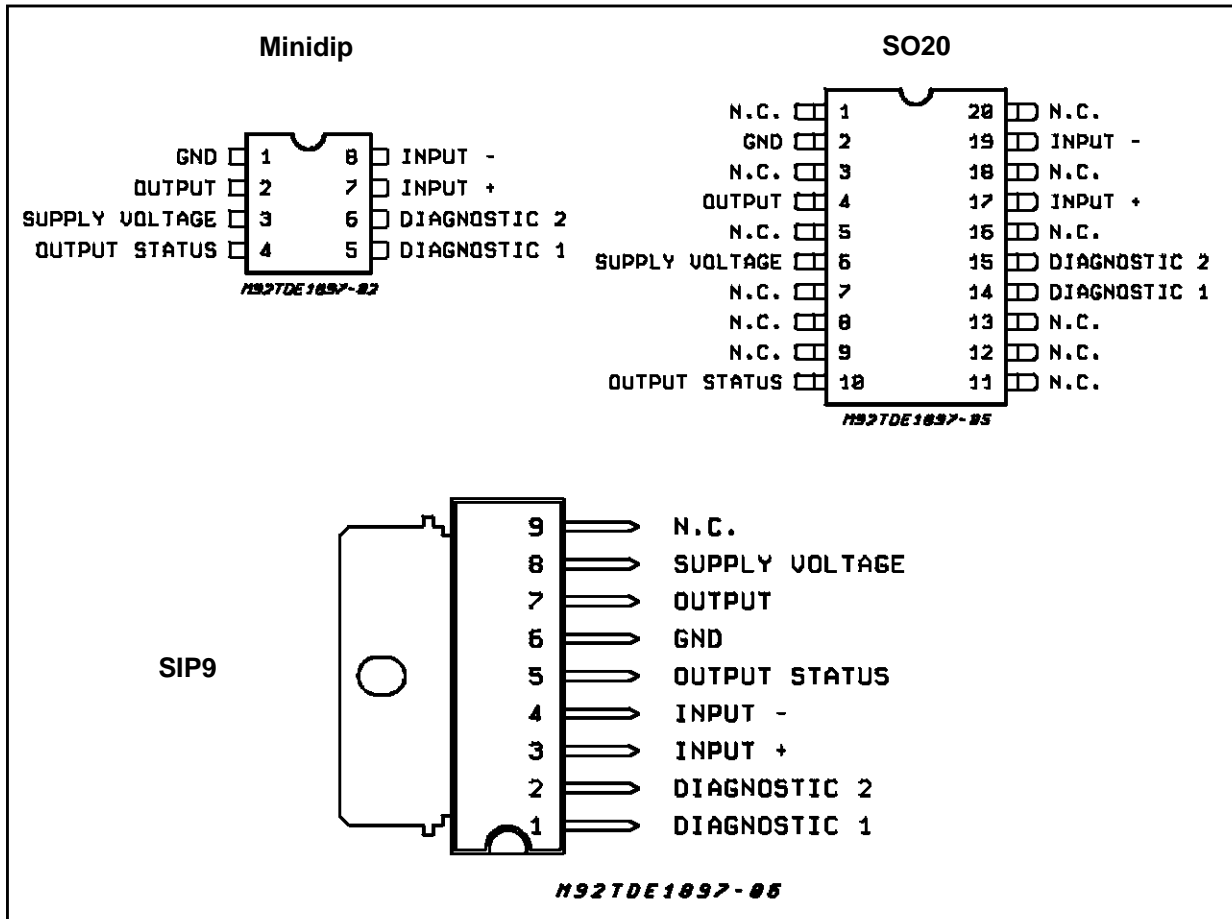 Minidip
GND 1 8 INPUT -
OUTPUT 2 7 INPUT +
SUPPLY VOLTAGE 3 6 DIAGNOSTIC 2
OUTPUT STATUS 4 5 DIAGNOSTIC 1
M92TDE1897-02
SO20
N.C. 1 20 N.C.
GND 2 19 INPUT -
N.C. 3 18 N.C.
OUTPUT 4 17 INPUT +
N.C. 5 16 N.C.
SUPPLY VOLTAGE 6 15 DIAGNOSTIC 2
N.C. 7 14 DIAGNOSTIC 1
N.C. 8 13 N.C.
N.C. 9 12 N.C.
OUTPUT STATUS 10 11 N.C.
M92TDE1897-05
SIP9
9 N.C.
8 SUPPLY VOLTAGE
7 OUTPUT
6 GND
5 OUTPUT STATUS
4 INPUT -
3 INPUT +
2 DIAGNOSTIC 2
1 DIAGNOSTIC 1
M92TDE1897-06